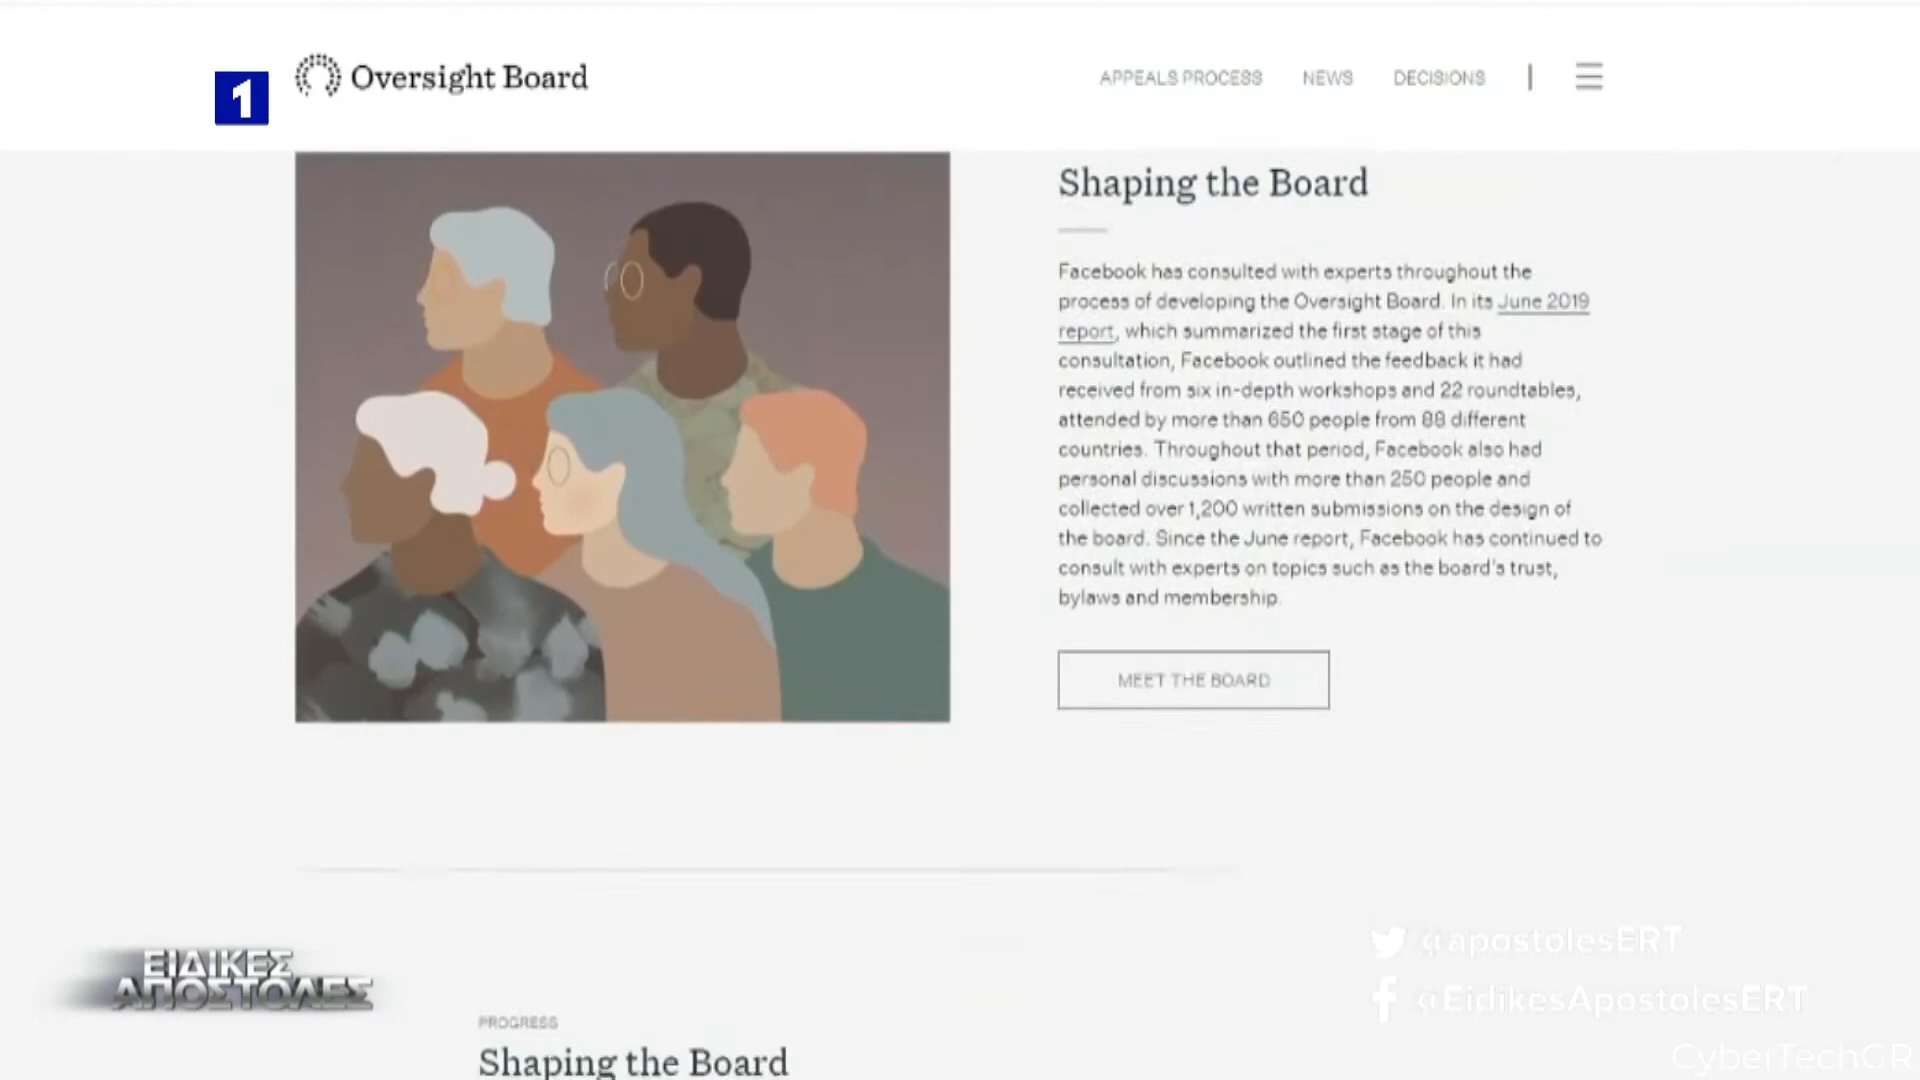 1
Oversight Board
APPEALS PROCESS
NEWS
DECISIONS
Shaping the Board
Facebook has consulted with experts throughout the
process of developing the Oversight Board. In its June 2019
report, which summarized the first stage of this
consultation, Facebook outlined the feedback it had
received from six in-depth workshops and 22 roundtables,
attended by more than 650 people from 88 different
countries. Throughout that period, Facebook also had
personal discussions with more than 250 people and
collected over 1,200 written submissions on the design of
the board. Since the June report, Facebook has continued to
consult with experts on topics such as the board's trust,
bylaws and membership.
MEET THE BOARD
ΕΙΔΙΚΕΣ
ΑΠΟΣΤΟΛΕΣ
@apostolesERT
@EidikesApostolesERT
PROGRESS
Shaping the Board
CyberTechGR